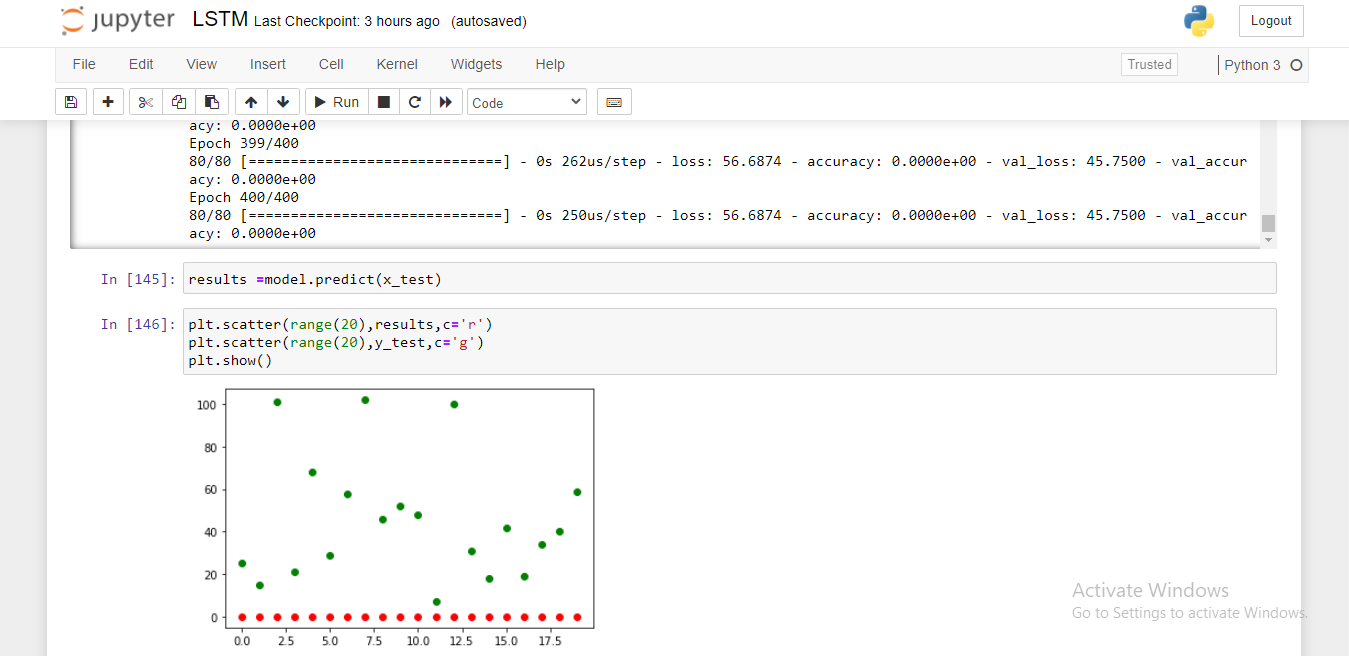 jupyter LSTM Last Checkpoint: 3 hours ago (autosaved) Logout
File Edit View Insert Cell Kernel Widgets Help Trusted Python 3
Run Code
acy: 0.0000e+00
Epoch 399/400
80/80 [==============================] - 0s 262us/step - loss: 56.6874 - accuracy: 0.0000e+00 - val_loss: 45.7500 - val_accur
acy: 0.0000e+00
Epoch 400/400
80/80 [==============================] - 0s 250us/step - loss: 56.6874 - accuracy: 0.0000e+00 - val_loss: 45.7500 - val_accur
acy: 0.0000e+00
In [145]: results =model.predict(x_test)
In [146]: plt.scatter(range(20),results,c='r')
plt.scatter(range(20),y_test,c='g')
plt.show()
100
80
60
40
20
0
0.0 2.5 5.0 7.5 10.0 12.5 15.0 17.5
Activate Windows
Go to Settings to activate Windows.